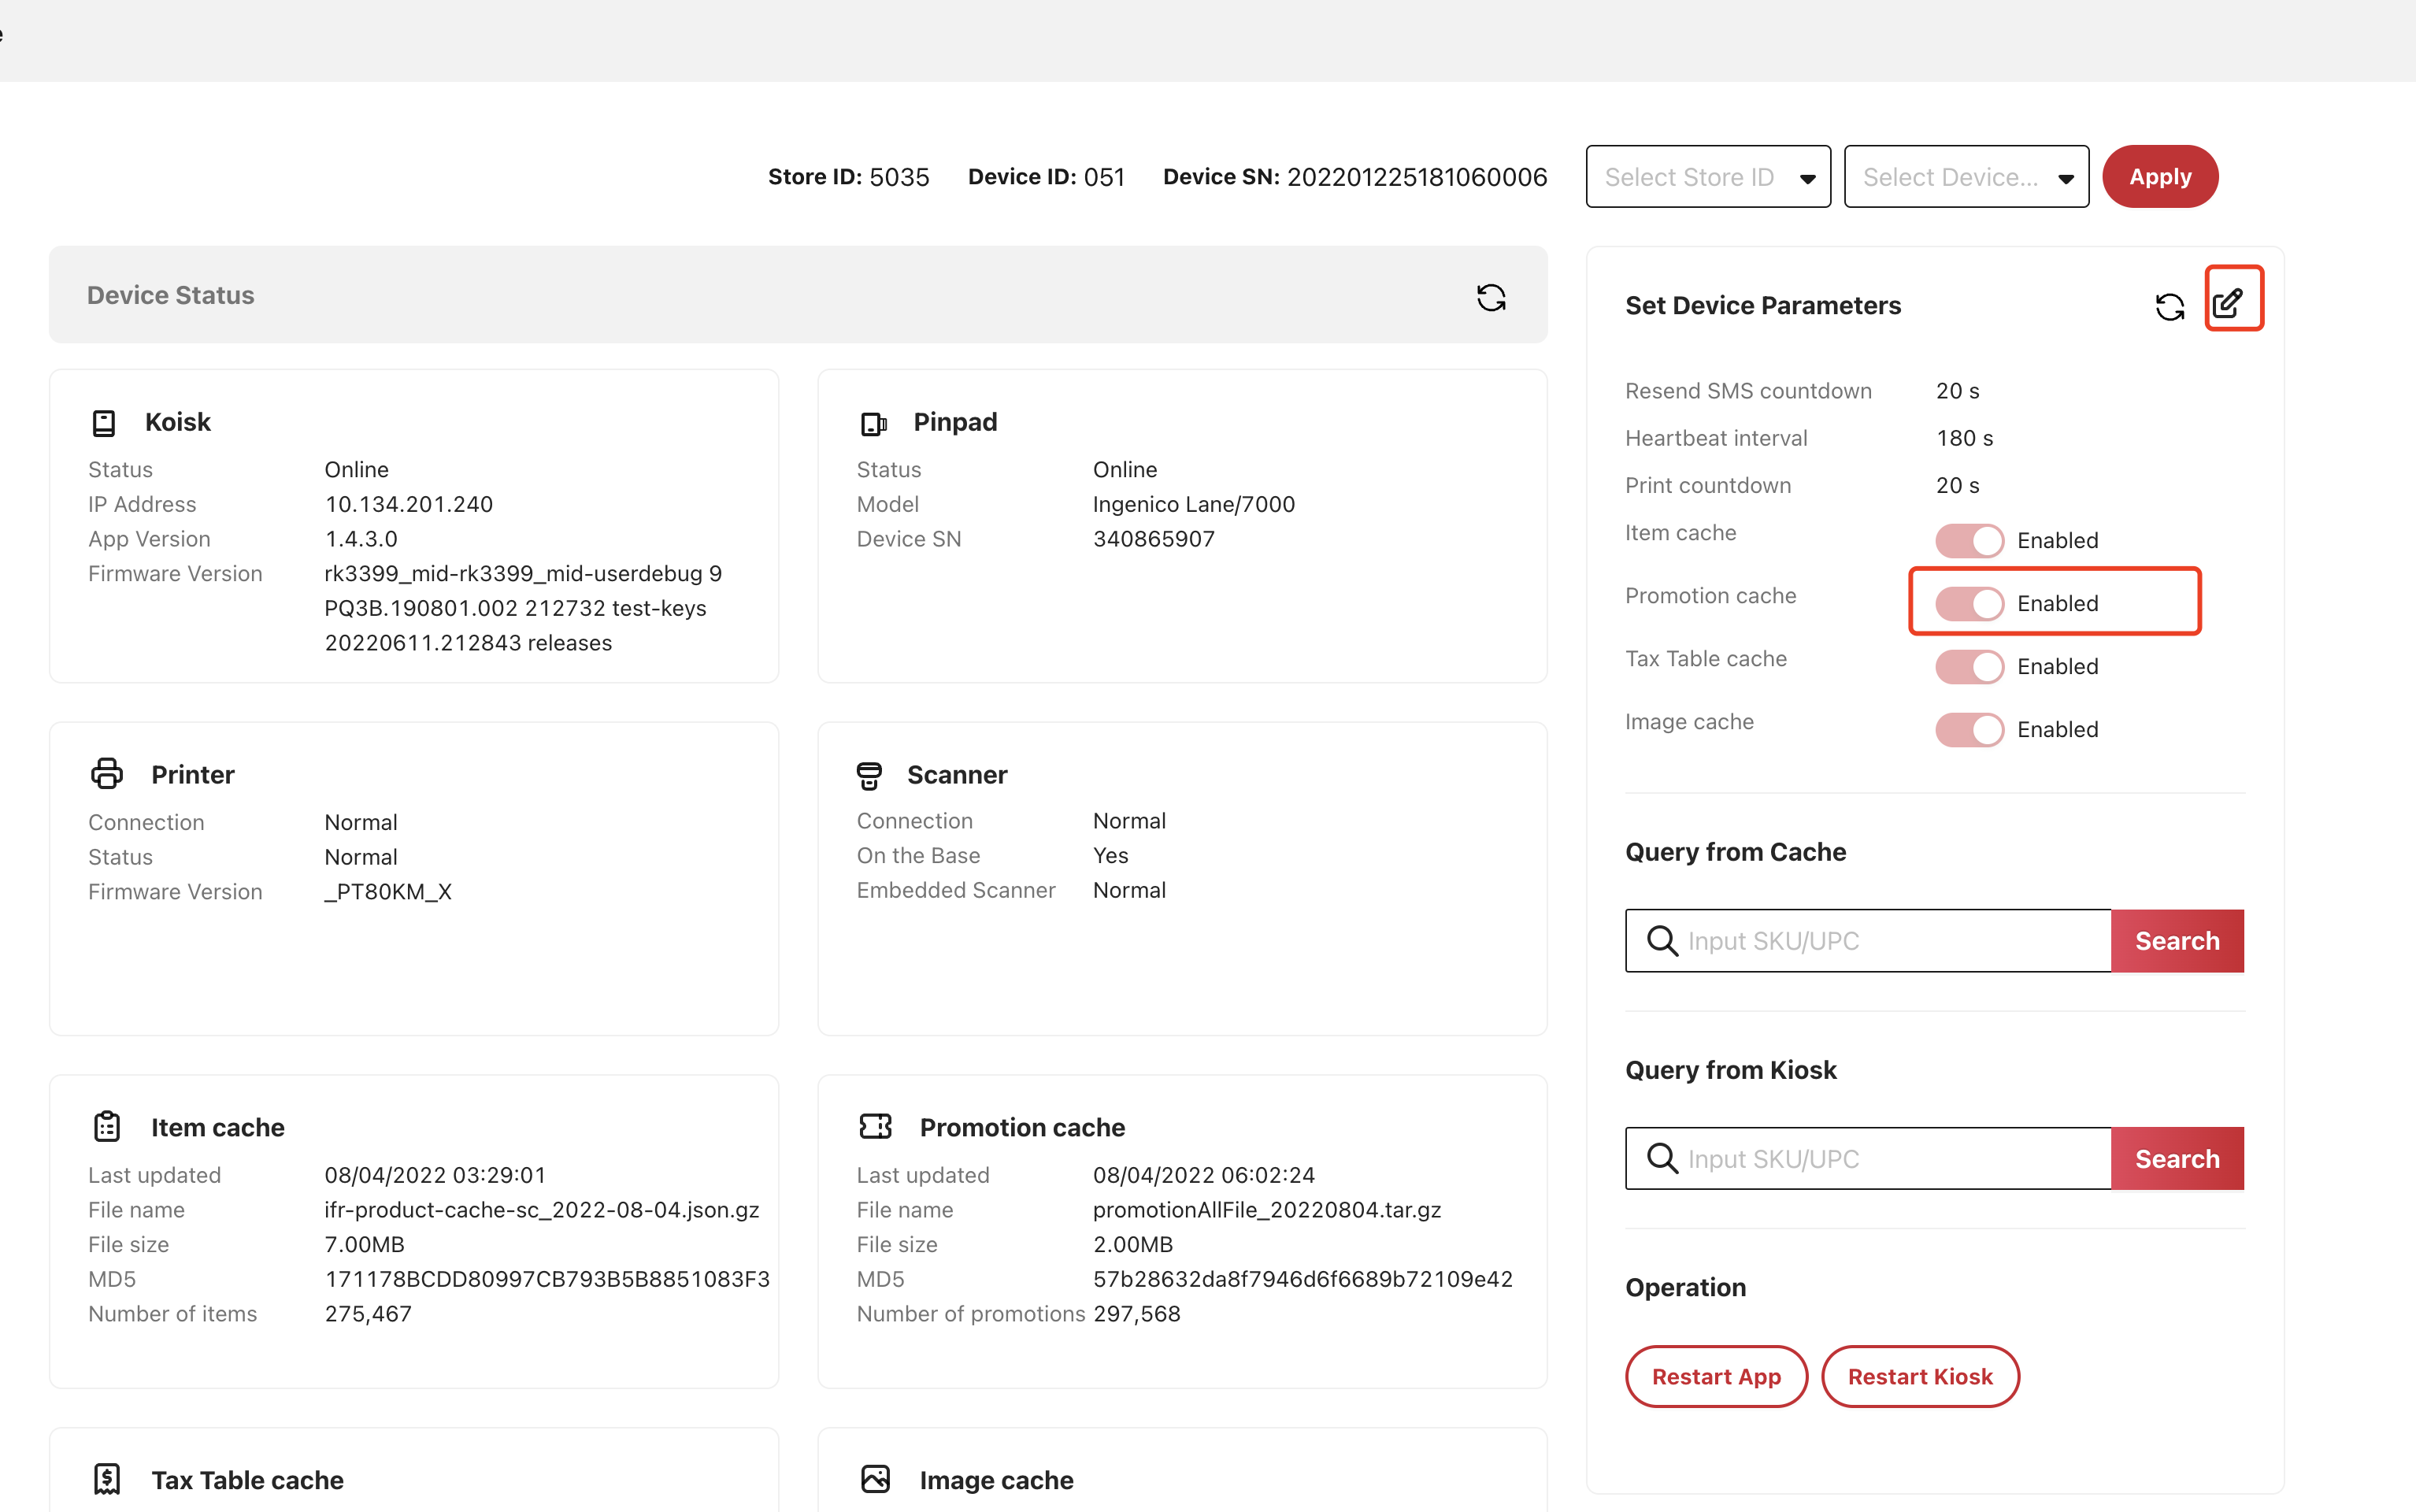 Store ID: 5035 Device ID: 051 Device SN: 202201225181060006 Select Store ID Select Device... Apply
Device Status
Koisk
Status Online
IP Address 10.134.201.240
App Version 1.4.3.0
Firmware Version rk3399_mid-rk3399_mid-userdebug 9
PQ3B.190801.002 212732 test-keys
20220611.212843 releases
Pinpad
Status Online
Model Ingenico Lane/7000
Device SN 340865907
Printer
Connection Normal
Status Normal
Firmware Version _PT80KM_X
Scanner
Connection Normal
On the Base Yes
Embedded Scanner Normal
Item cache
Last updated 08/04/2022 03:29:01
File name ifr-product-cache-sc_2022-08-04.json.gz
File size 7.00MB
MD5 171178BCDD80997CB793B5B8851083F3
Number of items 275,467
Promotion cache
Last updated 08/04/2022 06:02:24
File name promotionAllFile_20220804.tar.gz
File size 2.00MB
MD5 57b28632da8f7946d6f6689b72109e42
Number of promotions 297,568
Tax Table cache
Image cache
Set Device Parameters
Resend SMS countdown 20 s
Heartbeat interval 180 s
Print countdown 20 s
Item cache Enabled
Promotion cache Enabled
Tax Table cache Enabled
Image cache Enabled
Query from Cache
Input SKU/UPC Search
Query from Kiosk
Input SKU/UPC Search
Operation
Restart App Restart Kiosk